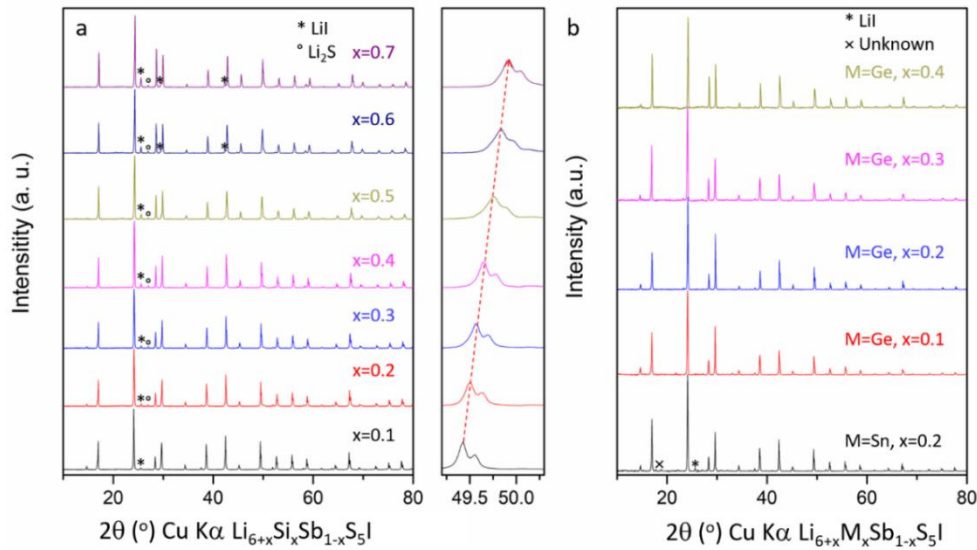 a
* LiI
° Li₂S
x=0.7
* ° * *
x=0.6
* ° * *
x=0.5
* °
x=0.4
* °
x=0.3
* °
x=0.2
* °
x=0.1
*
Intensitity (a. u.)
20 40 60 80
2θ (°) Cu Kα Li₆₊ₓSiₓSb₁₋ₓS₅I
49.5 50.0
b
* LiI
× Unknown
M=Ge, x=0.4
M=Ge, x=0.3
M=Ge, x=0.2
M=Ge, x=0.1
M=Sn, x=0.2
× *
Intensity (a.u.)
20 40 60 80
2θ (°) Cu Kα Li₆₊ₓMₓSb₁₋ₓS₅I